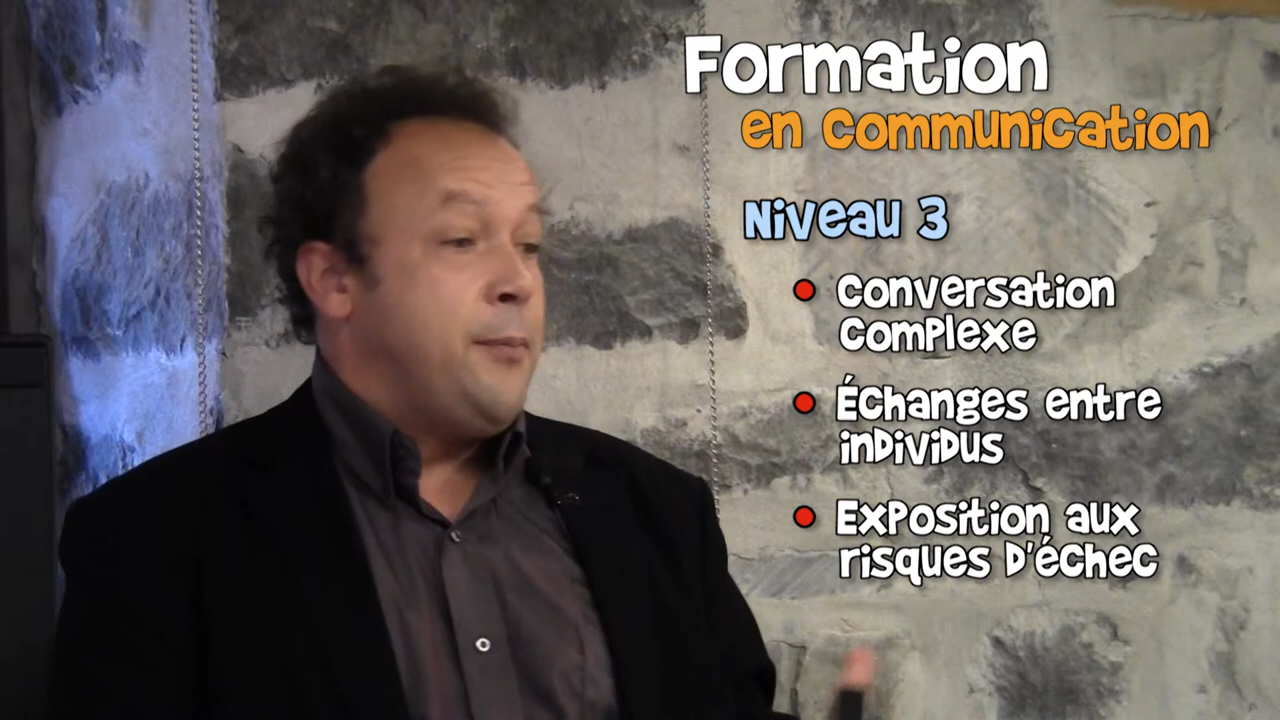 Formation
en communication
Niveau 3
Conversation
complexe
Échanges entre
individus
Exposition aux
risques d'échec